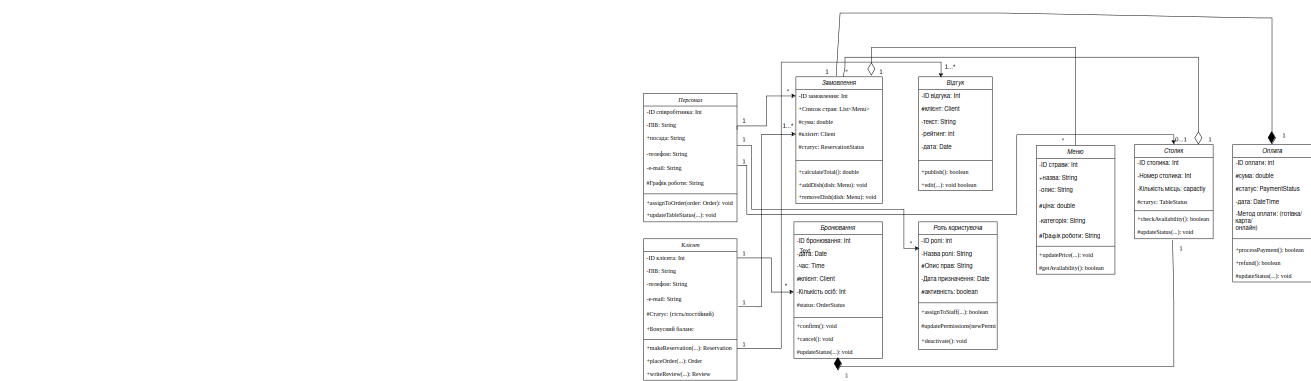 Персонал
-ID співробітника: Int
-ПІВ: String
+посада: String
-телефон: String
-e-mail: String
#Графік роботи: String
+assignToOrder(order: Order): void
+updateTableStatus(...): void
Клієнт
-ID клієнта: Int
-ПІВ: String
-телефон: String
-e-mail: String
#Статус: (гість/постійний)
+Бонусний баланс
+makeReservation(...): Reservation
+placeOrder(...): Order
+writeReview(...): Review
Замовлення
-ID замовлення: Int
+Список страв: List<Menu>
#сума: double
#клієнт: Client
#статус: ReservationStatus
+calculateTotal(): double
+addDish(dish: Menu): void
+removeDish(dish: Menu): void
Бронювання
-ID бронювання: Int
Text
-дата: Date
-час: Time
#клієнт: Client
-Кількість осіб: Int
#status: OrderStatus
+confirm(): void
+cancel(): void
#updateStatus(...): void
Відгук
-ID відгука: Int
#клієнт: Client
-текст: String
-рейтинг: int
-дата: Date
+publish(): boolean
+edit(...): void boolean
Роль користувача
-ID ролі: int
-Назва ролі: String
#Опис прав: String
-Дата призначення: Date
#активність: boolean
+assignToStaff(...): boolean
#updatePermissions(newPermi
+deactivate(): void
Меню
-ID страви: Int
+назва: String
-опис: String
#ціна: double
-категорія: String
#Графік роботи: String
+updatePrice(...): void
#getAvailability(): boolean
Столик
-ID столика: Int
-Номер столика: Int
-Кількість місць: capactiy
#статус: TableStatus
+checkAvailability(): boolean
#updateStatus(...): void
Оплата
-ID оплати: int
#сума: double
#статус: PaymentStatus
-дата: DateTime
-Метод оплати: (готівка/
карта/
онлайн)
+processPayment(): boolean
+refund(): boolean
#updateStatus(...): void
1
*
1
1
1
1
1
1...*
*
*
1
*
1
1...*
*
0...1
1
1
1
1